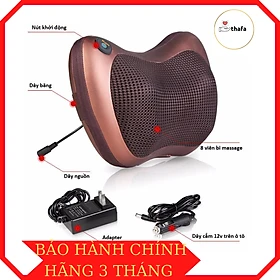 Nút khởi động
thafa
Dây băng
8 viên bi massage
Dây nguồn
Adapter
Dây cắm 12v trên ô tô
BẢO HÀNH CHÍNH
HÃNG 3 THÁNG